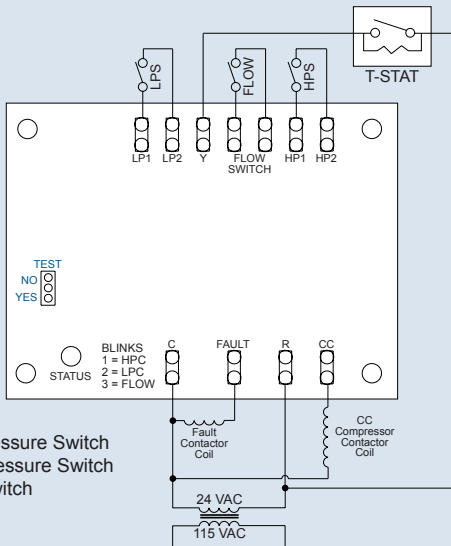 T-STAT
LPS
FLOW
HPS
LP1 LP2 Y FLOW SWITCH HP1 HP2
TEST
NO
YES
STATUS
BLINKS
1 = HPC
2 = LPC
3 = FLOW
C FAULT R CC
Fault
Contactor
Coil
CC
Compressor
Contactor
Coil
Switch
24 VAC
115 VAC